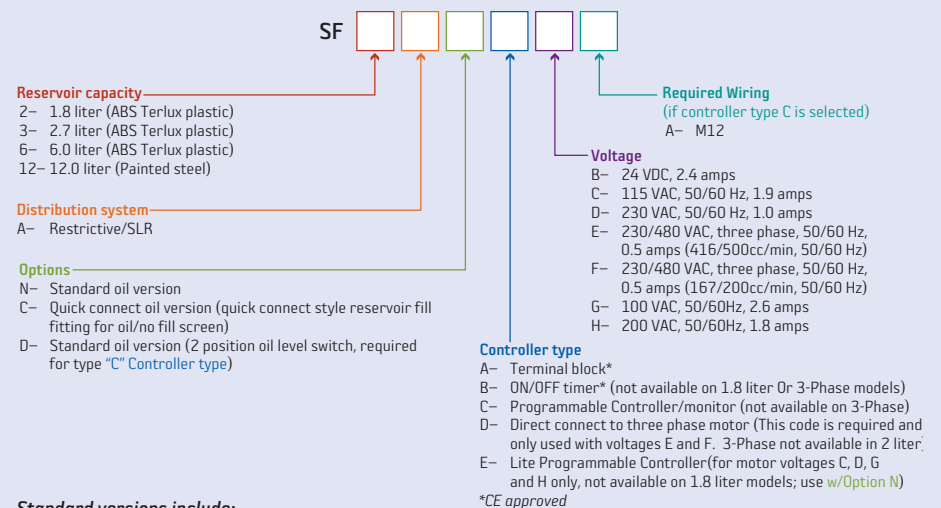 SF
Reservoir capacity
2– 1.8 liter (ABS Terlux plastic)
3– 2.7 liter (ABS Terlux plastic)
6– 6.0 liter (ABS Terlux plastic)
12– 12.0 liter (Painted steel)
Distribution system
A– Restrictive/SLR
Options
N– Standard oil version
C– Quick connect oil version (quick connect style reservoir fill
fitting for oil/no fill screen)
D– Standard oil version (2 position oil level switch, required
for type “C” Controller type)
Required Wiring
(if controller type C is selected)
A– M12
Voltage
B– 24 VDC, 2.4 amps
C– 115 VAC, 50/60 Hz, 1.9 amps
D– 230 VAC, 50/60 Hz, 1.0 amps
E– 230/480 VAC, three phase, 50/60 Hz,
0.5 amps (416/500cc/min, 50/60 Hz)
F– 230/480 VAC, three phase, 50/60 Hz,
0.5 amps (167/200cc/min, 50/60 Hz)
G– 100 VAC, 50/60Hz, 2.6 amps
H– 200 VAC, 50/60Hz, 1.8 amps
Controller type
A– Terminal block*
B– ON/OFF timer* (not available on 1.8 liter Or 3-Phase models)
C– Programmable Controller/monitor (not available on 3-Phase)
D– Direct connect to three phase motor (This code is required and
only used with voltages E and F. 3-Phase not available in 2 liter)
E– Lite Programmable Controller(for motor voltages C, D, G
and H only, not available on 1.8 liter models; use w/Option N)
*CE approved
Standard versions include: